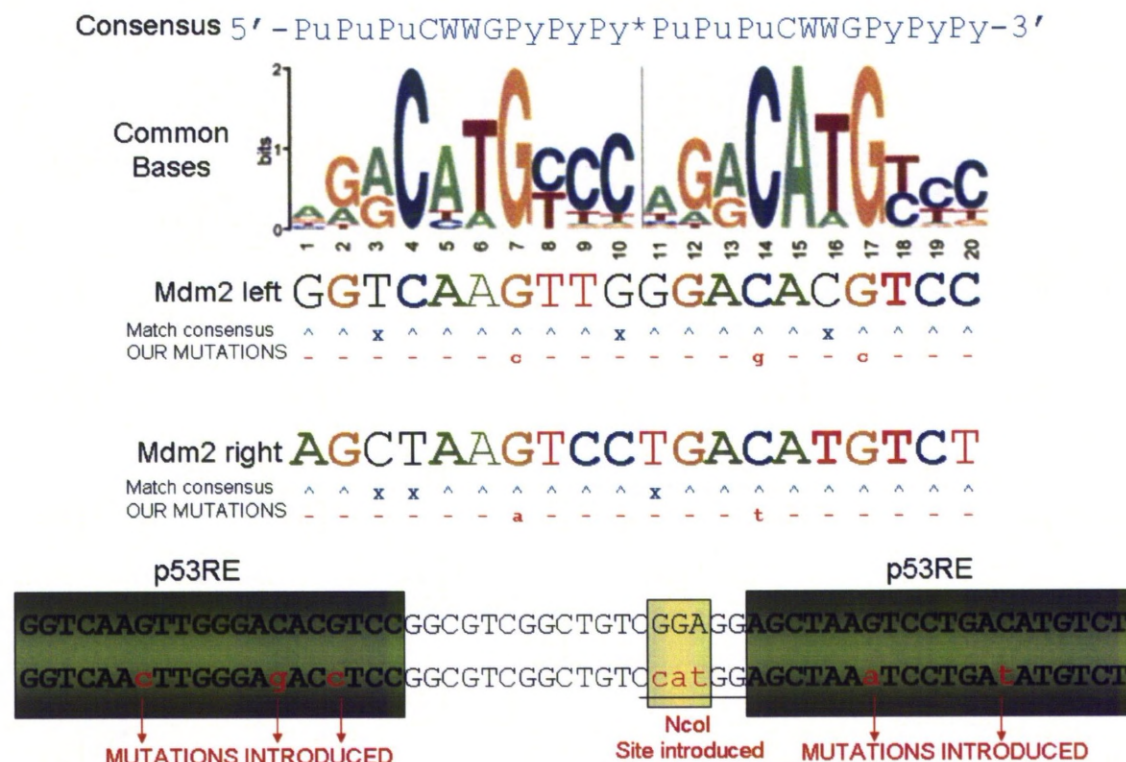 Consensus 5'-PuPuPuCWWGPyPyPy*PuPuPuCWWGPyPyPy-3'
Common Bases
bits
2
1
0
1 2 3 4 5 6 7 8 9 10 11 12 13 14 15 16 17 18 19 20
Mdm2 left GGTCAAGTTGGGACACGTCC
Match consensus ^ ^ x ^ ^ ^ ^ ^ ^ x ^ ^ ^ ^ ^ x ^ ^ ^ ^
OUR MUTATIONS - - - - - - c - - - - - - g - - c - - -
Mdm2 right AGCTAAGTCCTGACATGTCT
Match consensus ^ ^ x x ^ ^ ^ ^ ^ ^ x ^ ^ ^ ^ ^ ^ ^ ^ ^
OUR MUTATIONS - - - - - - a - - - - - - t - - - - - -
p53RE p53RE
GGTCAAGTTGGGACACGTCCGGCGTCGGCTGTCGGAGGAGCTAAGTCCTGACATGTCT
GGTCAAcTTGGGAgACcTCCGGCGTCGGCTGTCcatGGAGCTAAaTCCTGAtATGTCT
MUTATIONS INTRODUCED NcoI Site introduced MUTATIONS INTRODUCED